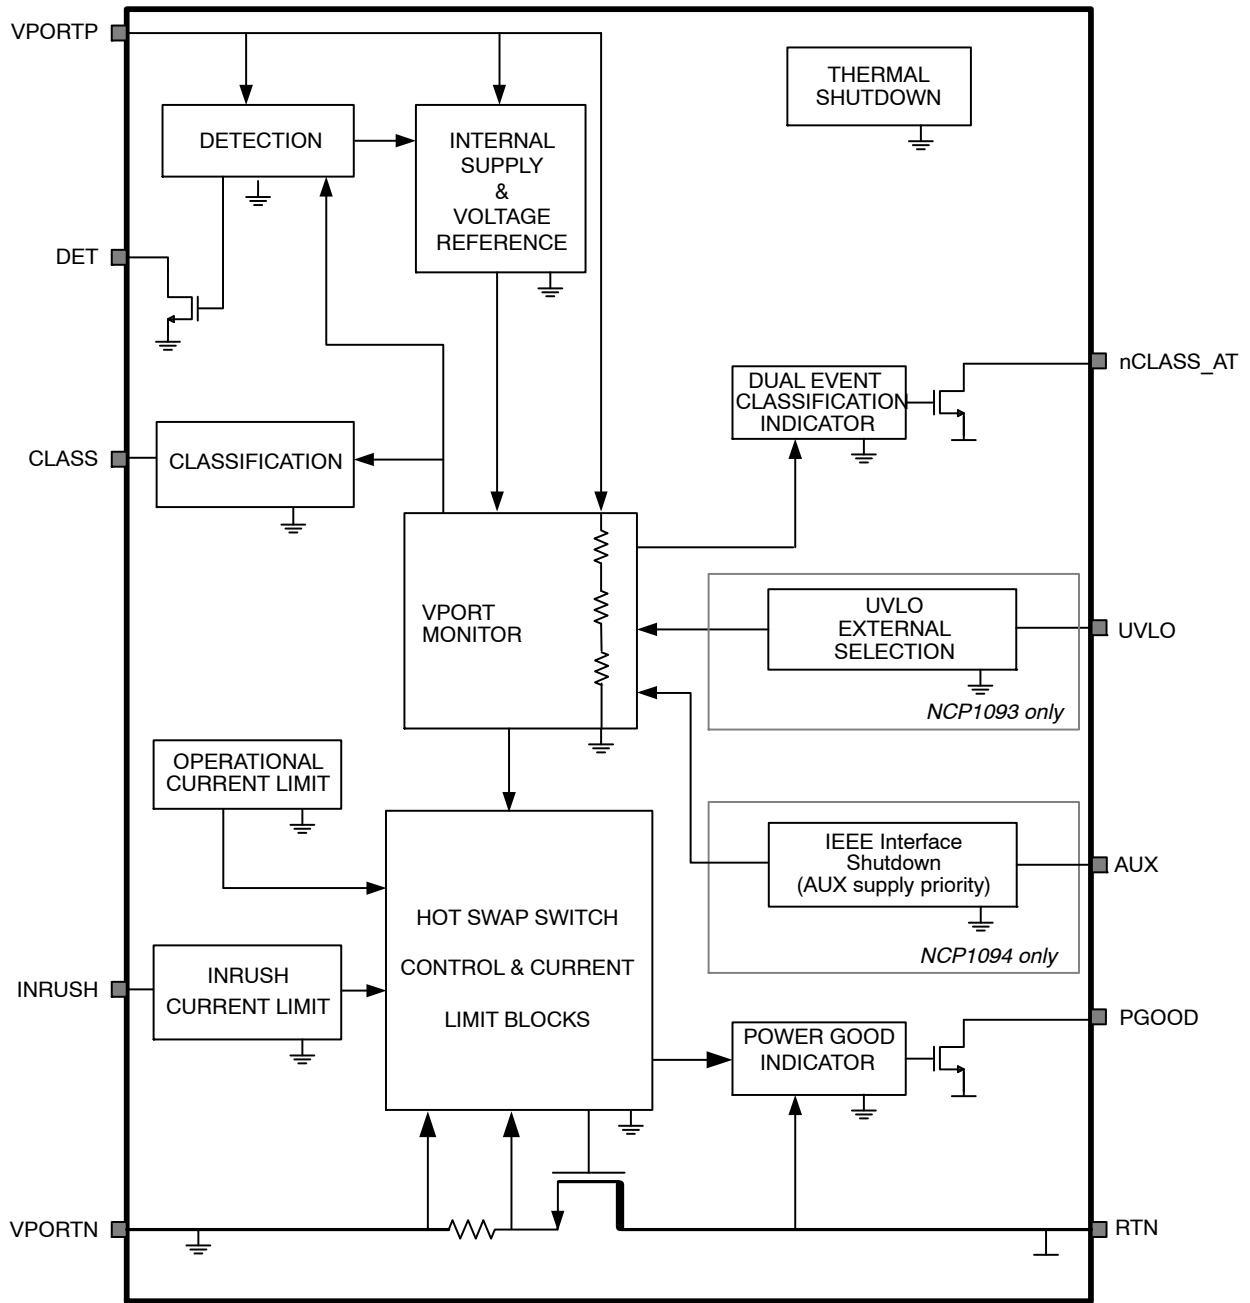 VPORTP
THERMAL
SHUTDOWN
DETECTION
INTERNAL
SUPPLY
&
VOLTAGE
REFERENCE
DET
nCLASS_AT
DUAL EVENT
CLASSIFICATION
INDICATOR
CLASS
CLASSIFICATION
VPORT
MONITOR
UVLO
EXTERNAL
SELECTION
UVLO
NCP1093 only
OPERATIONAL
CURRENT LIMIT
IEEE Interface
Shutdown
(AUX supply priority)
AUX
NCP1094 only
HOT SWAP SWITCH
CONTROL & CURRENT
LIMIT BLOCKS
INRUSH
INRUSH
CURRENT LIMIT
PGOOD
POWER GOOD
INDICATOR
VPORTN
RTN